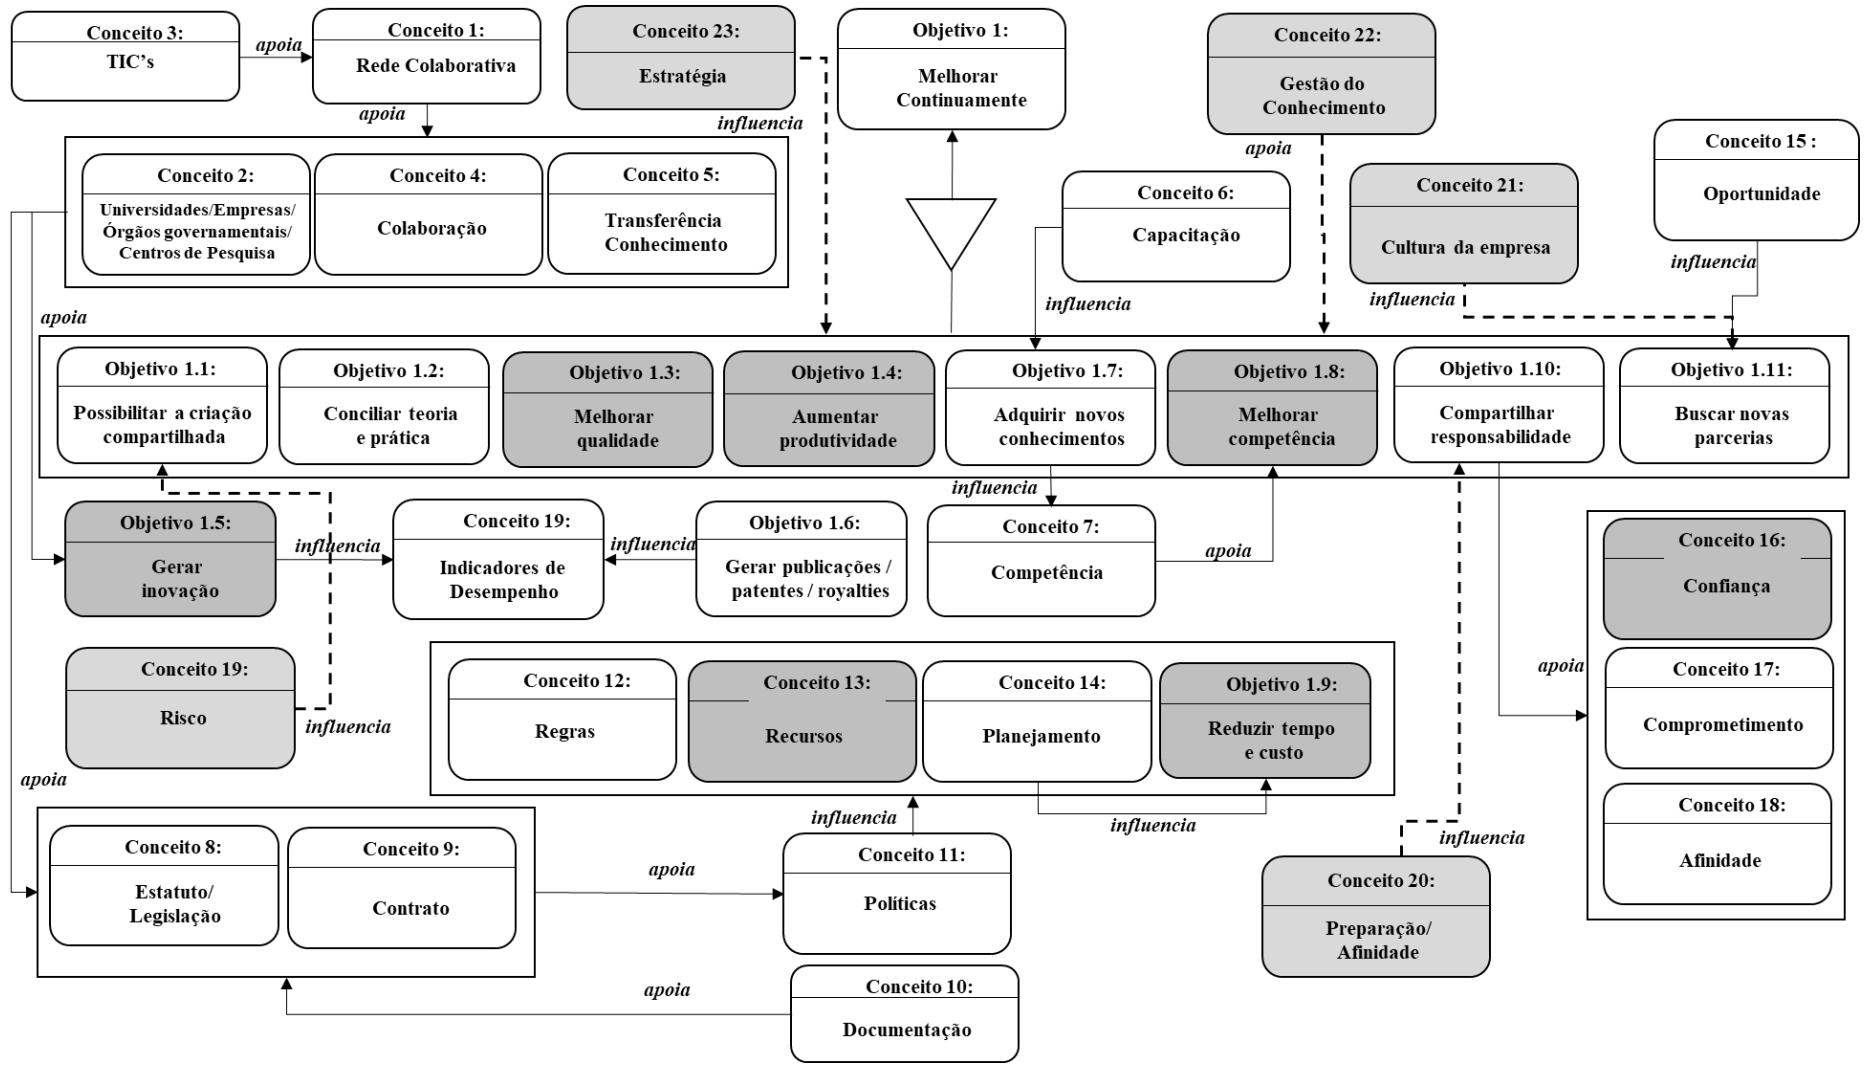 Conceito 3:
TIC's
apoia
Conceito 1:
Rede Colaborativa
apoia
Conceito 23:
Estratégia
influencia
Objetivo 1:
Melhorar
Continuamente
Conceito 22:
Gestão do
Conhecimento
apoia
Conceito 15 :
Oportunidade
influencia
Conceito 2:
Universidades/Empresas/
Órgãos governamentais/
Centros de Pesquisa
Conceito 4:
Colaboração
Conceito 5:
Transferência
Conhecimento
Conceito 6:
Capacitação
influencia
Conceito 21:
Cultura da empresa
influencia
apoia
Objetivo 1.1:
Possibilitar a criação
compartilhada
Objetivo 1.2:
Conciliar teoria
e prática
Objetivo 1.3:
Melhorar
qualidade
Objetivo 1.4:
Aumentar
produtividade
Objetivo 1.7:
Adquirir novos
conhecimentos
Objetivo 1.8:
Melhorar
competência
Objetivo 1.10:
Compartilhar
responsabilidade
Objetivo 1.11:
Buscar novas
parcerias
influencia
Objetivo 1.5:
Gerar
inovação
influencia
Conceito 19:
Indicadores de
Desempenho
influencia
Objetivo 1.6:
Gerar publicações /
patentes / royalties
Conceito 7:
Competência
apoia
Conceito 16:
Confiança
apoia
Conceito 17:
Comprometimento
Conceito 18:
Afinidade
Conceito 19:
Risco
influencia
Conceito 12:
Regras
Conceito 13:
Recursos
Conceito 14:
Planejamento
Objetivo 1.9:
Reduzir tempo
e custo
apoia
influencia
influencia
influencia
Conceito 8:
Estatuto/
Legislação
Conceito 9:
Contrato
apoia
Conceito 11:
Políticas
Conceito 20:
Preparação/
Afinidade
apoia
Conceito 10:
Documentação